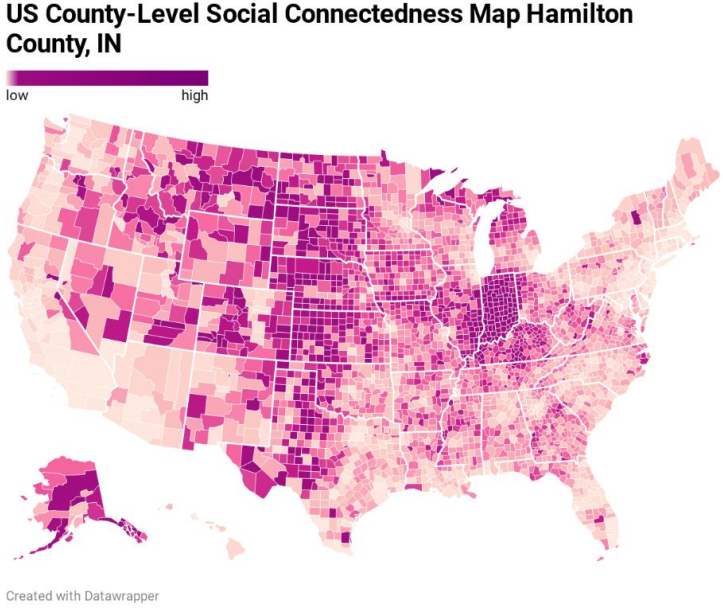 US County-Level Social Connectedness Map Hamilton
County, IN
low high
Created with Datawrapper